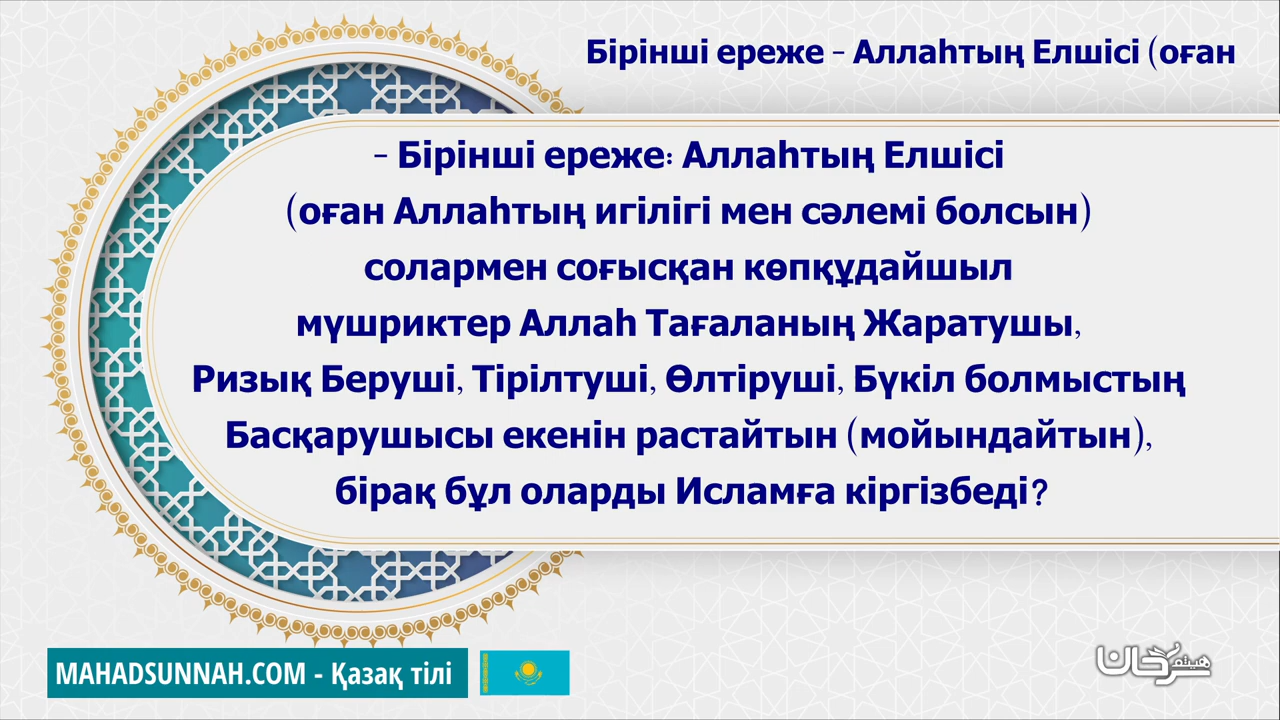 Бірінші ереже - Аллаһтың Елшісі (оған
- Бірінші ереже: Аллаһтың Елшісі
(оған Аллаһтың игілігі мен сәлемі болсын)
солармен соғысқан көпқұдайшыл
мүшриктер Аллаһ Тағаланың Жаратушы,
Ризық Беруші, Тірілтуші, Өлтіруші, Бүкіл болмыстың
Басқарушысы екенін растайтын (мойындайтын),
бірақ бұл оларды Исламға кіргізбеді?
MAHADSUNNAH.COM - Қазақ тілі
هيثم سرحان